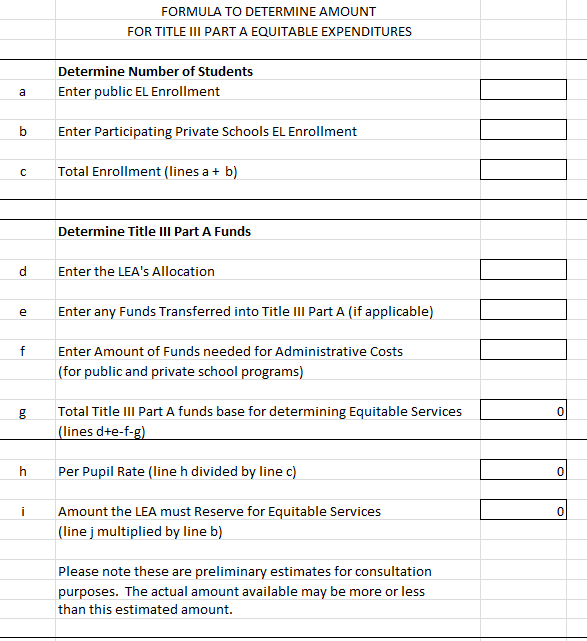 FORMULA TO DETERMINE AMOUNT
FOR TITLE III PART A EQUITABLE EXPENDITURES
Determine Number of Students
a Enter public EL Enrollment
b Enter Participating Private Schools EL Enrollment
c Total Enrollment (lines a + b)
Determine Title III Part A Funds
d Enter the LEA's Allocation
e Enter any Funds Transferred into Title III Part A (if applicable)
f Enter Amount of Funds needed for Administrative Costs
(for public and private school programs)
g Total Title III Part A funds base for determining Equitable Services 0
(lines d+e-f-g)
h Per Pupil Rate (line h divided by line c) 0
i Amount the LEA must Reserve for Equitable Services 0
(line j multiplied by line b)
Please note these are preliminary estimates for consultation
purposes. The actual amount available may be more or less
than this estimated amount.